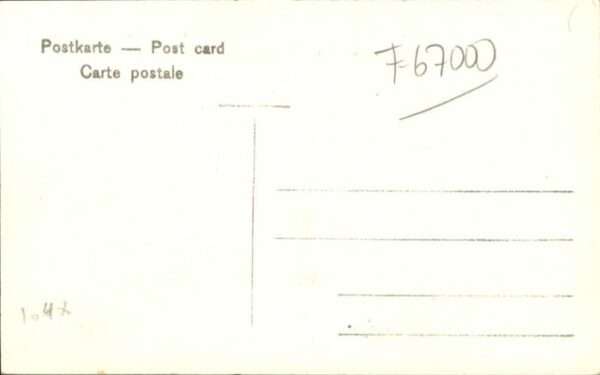 Postkarte — Post card
Carte postale
F-67000